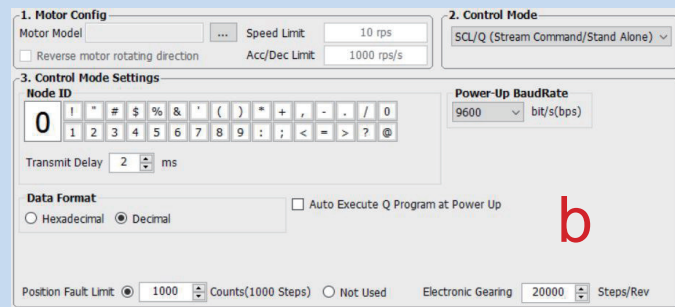 1. Motor Config
Motor Model ... Speed Limit 10 rps
Reverse motor rotating direction Acc/Dec Limit 1000 rps/s
2. Control Mode
SCL/Q (Stream Command/Stand Alone)
3. Control Mode Settings
Node ID
0
! " # $ % & ' ( ) * + , - . / 0
1 2 3 4 5 6 7 8 9 : ; < = > ? @
Transmit Delay 2 ms
Power-Up BaudRate
9600 bit/s(bps)
Data Format
Hexadecimal Decimal
Auto Execute Q Program at Power Up
b
Position Fault Limit 1000 Counts(1000 Steps) Not Used Electronic Gearing 20000 Steps/Rev